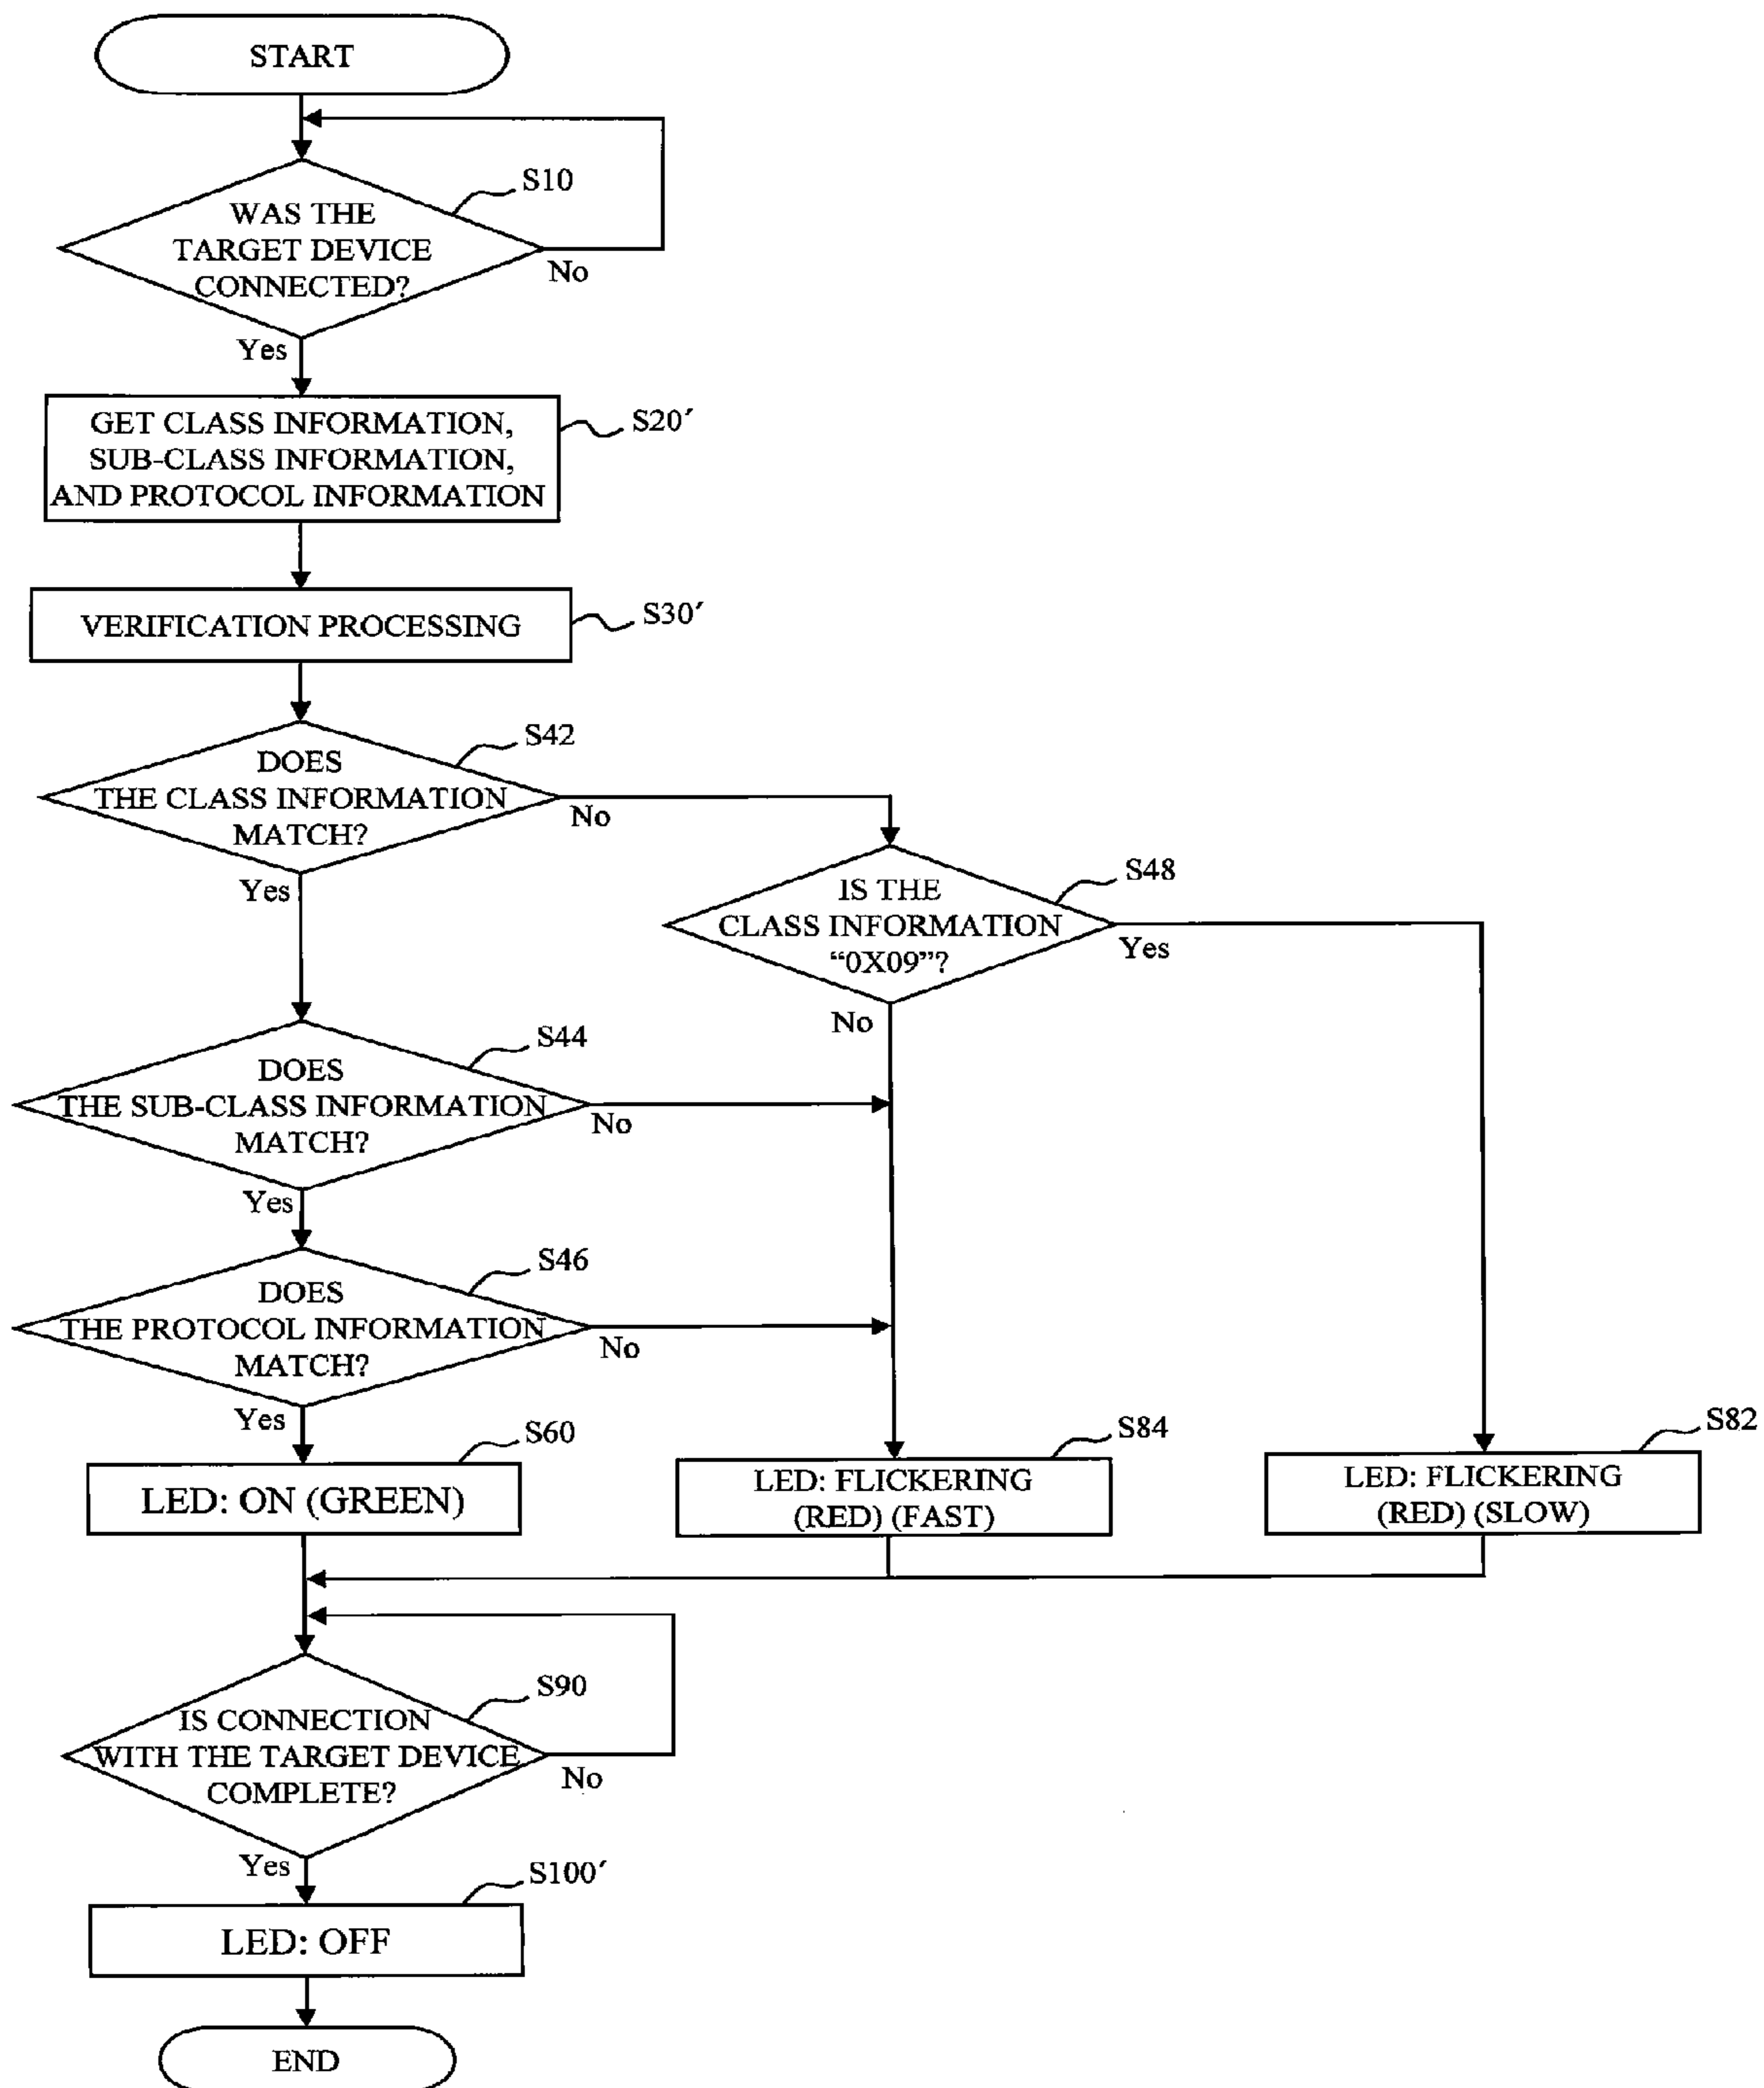 START
S10
WAS THE
TARGET DEVICE
CONNECTED?
No
Yes
GET CLASS INFORMATION,
SUB-CLASS INFORMATION,
AND PROTOCOL INFORMATION
S20′
VERIFICATION PROCESSING
S30′
S42
DOES
THE CLASS INFORMATION
MATCH?
No
Yes
S48
IS THE
CLASS INFORMATION
“0X09”?
Yes
No
S44
DOES
THE SUB-CLASS INFORMATION
MATCH?
No
Yes
S46
DOES
THE PROTOCOL INFORMATION
MATCH?
No
Yes
S60
LED: ON (GREEN)
S84
LED: FLICKERING
(RED) (FAST)
S82
LED: FLICKERING
(RED) (SLOW)
S90
IS CONNECTION
WITH THE TARGET DEVICE
COMPLETE?
No
Yes
S100′
LED: OFF
END